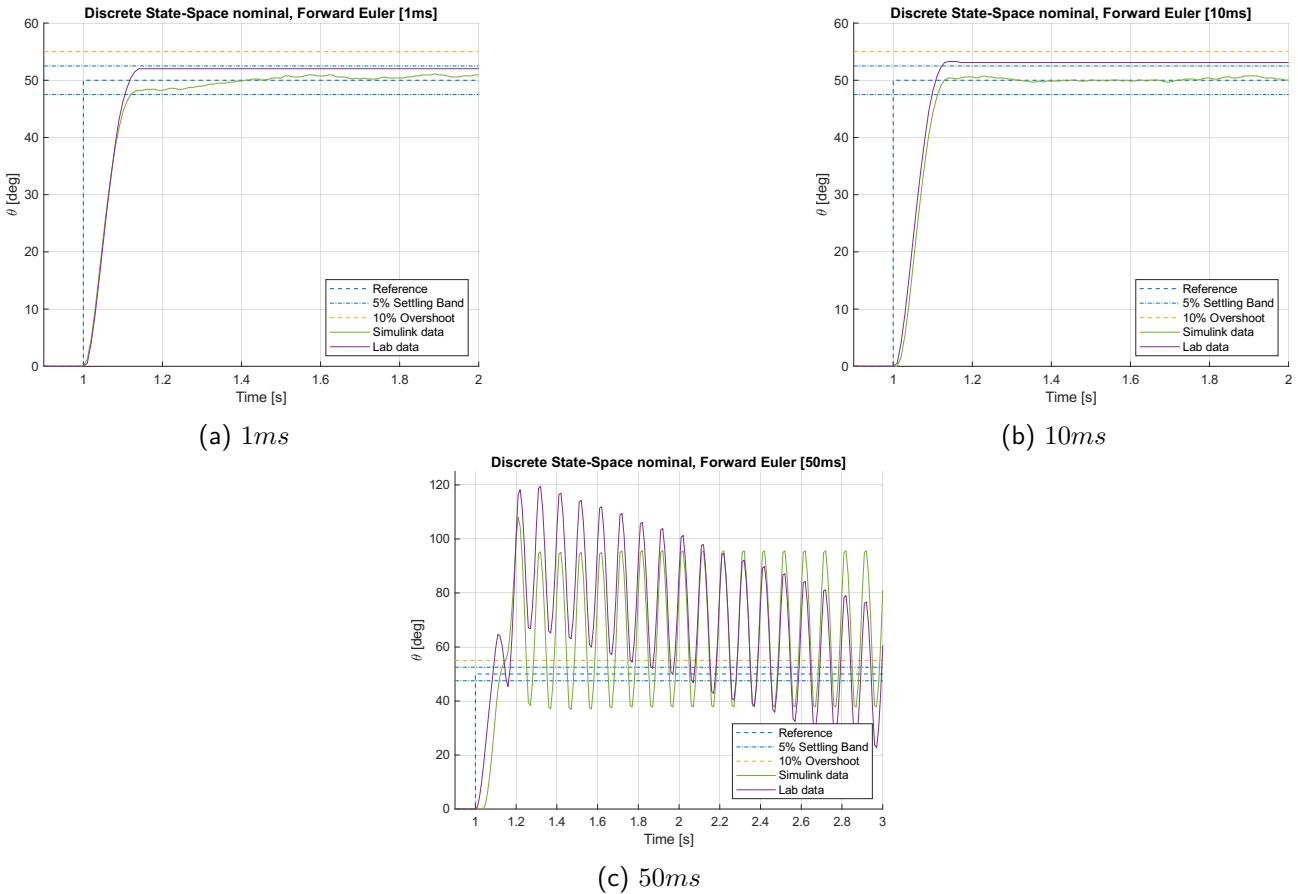 Discrete State-Space nominal, Forward Euler [1ms]
60
50
40
30
20
10
0
θ [deg]
1
1.2
1.4
1.6
1.8
2
Time [s]
Reference
5% Settling Band
10% Overshoot
Simulink data
Lab data
(a) 1ms
Discrete State-Space nominal, Forward Euler [10ms]
60
50
40
30
20
10
0
θ [deg]
1
1.2
1.4
1.6
1.8
2
Time [s]
Reference
5% Settling Band
10% Overshoot
Simulink data
Lab data
(b) 10ms
Discrete State-Space nominal, Forward Euler [50ms]
120
100
80
60
40
20
0
θ [deg]
1
1.2
1.4
1.6
1.8
2
2.2
2.4
2.6
2.8
3
Time [s]
Reference
5% Settling Band
10% Overshoot
Simulink data
Lab data
(c) 50ms